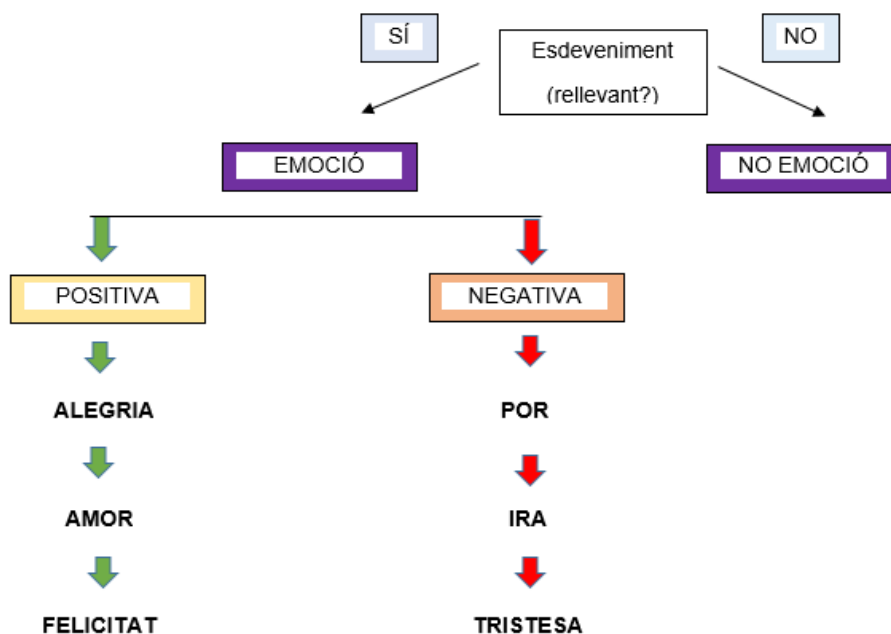 SÍ
Esdeveniment
(rellevant?)
NO
EMOCIÓ
NO EMOCIÓ
POSITIVA
NEGATIVA
ALEGRIA
POR
AMOR
IRA
FELICITAT
TRISTESA